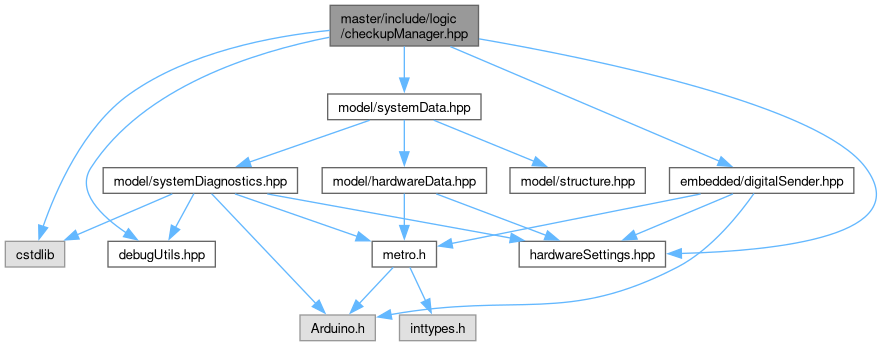 master/include/logic
/checkupManager.hpp
model/systemData.hpp
model/systemDiagnostics.hpp
model/hardwareData.hpp
model/structure.hpp
embedded/digitalSender.hpp
cstdlib
debugUtils.hpp
metro.h
hardwareSettings.hpp
Arduino.h
inttypes.h